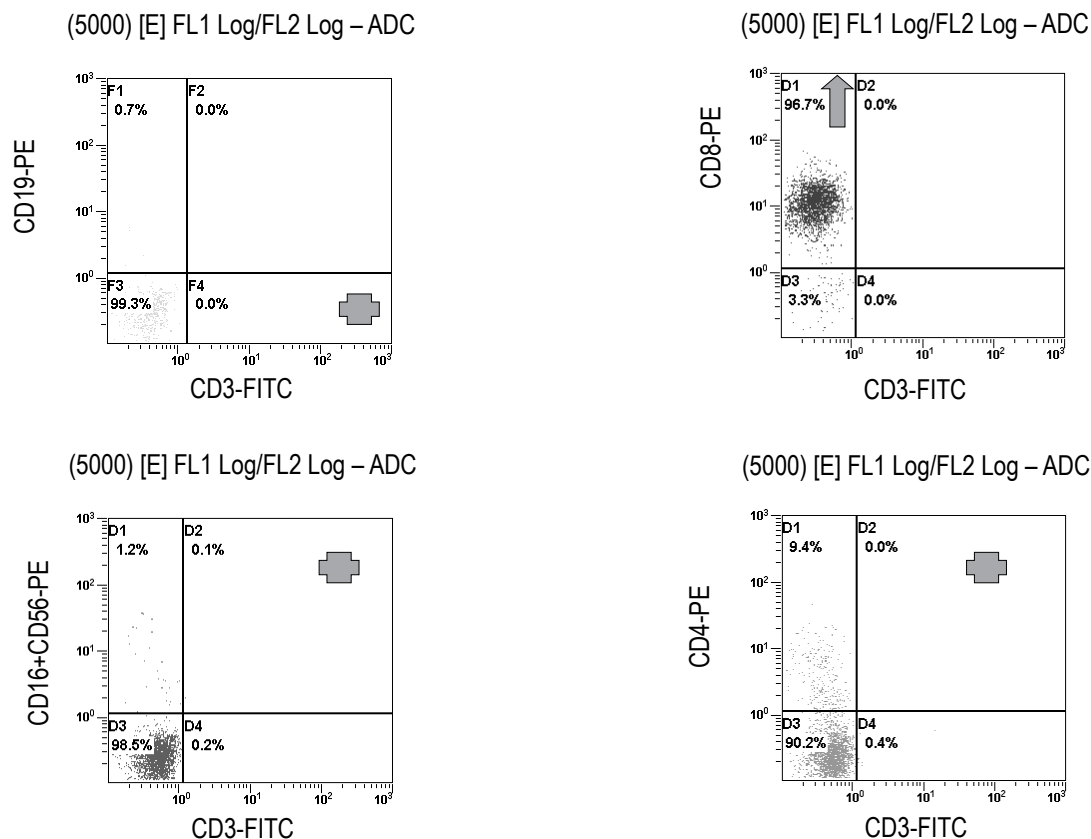 (5000) [E] FL1 Log/FL2 Log – ADC
CD19-PE
10³
10²
10¹
10⁰
F1
0.7%
F2
0.0%
F3
99.3%
F4
0.0%
10⁰
10¹
10²
10³
CD3-FITC
(5000) [E] FL1 Log/FL2 Log – ADC
CD8-PE
10³
10²
10¹
10⁰
D1
96.7%
D2
0.0%
D3
3.3%
D4
0.0%
10⁰
10¹
10²
10³
CD3-FITC
(5000) [E] FL1 Log/FL2 Log – ADC
CD16+CD56-PE
10³
10²
10¹
10⁰
D1
1.2%
D2
0.1%
D3
98.5%
D4
0.2%
10⁰
10¹
10²
10³
CD3-FITC
(5000) [E] FL1 Log/FL2 Log – ADC
CD4-PE
10³
10²
10¹
10⁰
D1
9.4%
D2
0.0%
D3
90.2%
D4
0.4%
10⁰
10¹
10²
10³
CD3-FITC